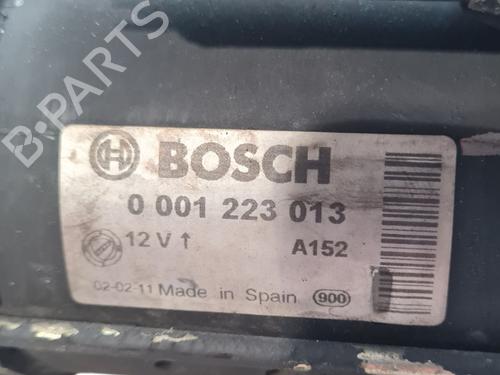 B-PARTS
BOSCH
0 001 223 013
12 V ↑ A152
02-02-11 Made in Spain 900